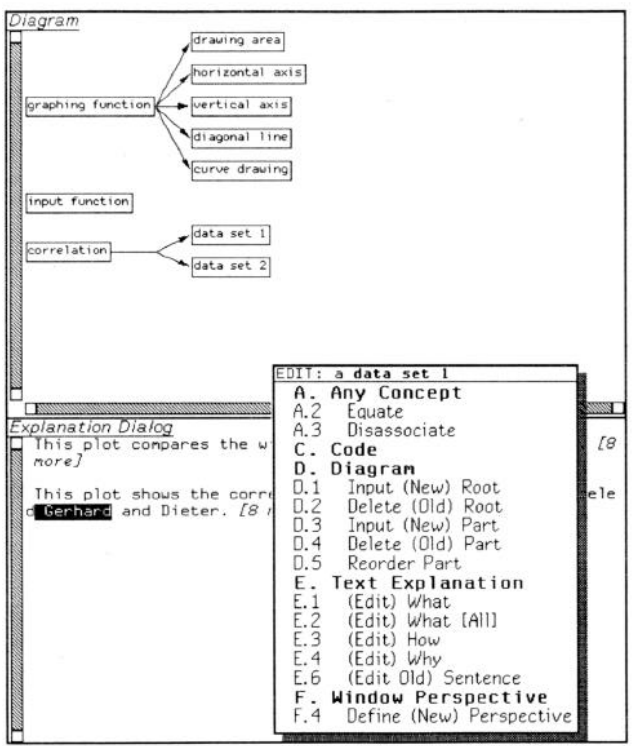 Diagram
drawing area
horizontal axis
graphing function
vertical axis
diagonal line
curve drawing
input function
data set 1
correlation
data set 2
EDIT: a data set 1
A. Any Concept
A.2 Equate
A.3 Disassociate
C. Code
D. Diagram
D.1 Input (New) Root
D.2 Delete (Old) Root
D.3 Input (New) Part
D.4 Delete (Old) Part
D.5 Reorder Part
E. Text Explanation
E.1 (Edit) What
E.2 (Edit) What [All]
E.3 (Edit) How
E.4 (Edit) Why
E.6 (Edit Old) Sentence
F. Window Perspective
F.4 Define (New) Perspective
Explanation Dialog
This plot compares the w [8
more]
This plot shows the corre ele
d Gerhard and Dieter. [8